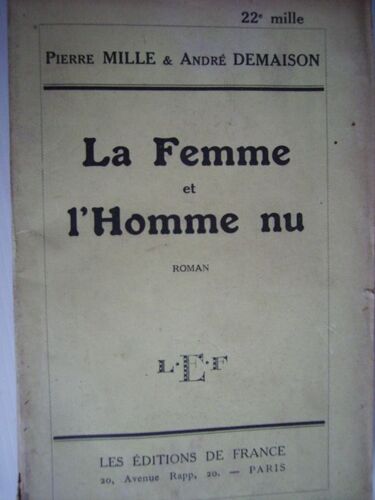 22e mille
PIERRE MILLE & ANDRÉ DEMAISON
La Femme
et
l'Homme nu
ROMAN
L·E·F
LES ÉDITIONS DE FRANCE
20, Avenue Rapp, 20. — PARIS